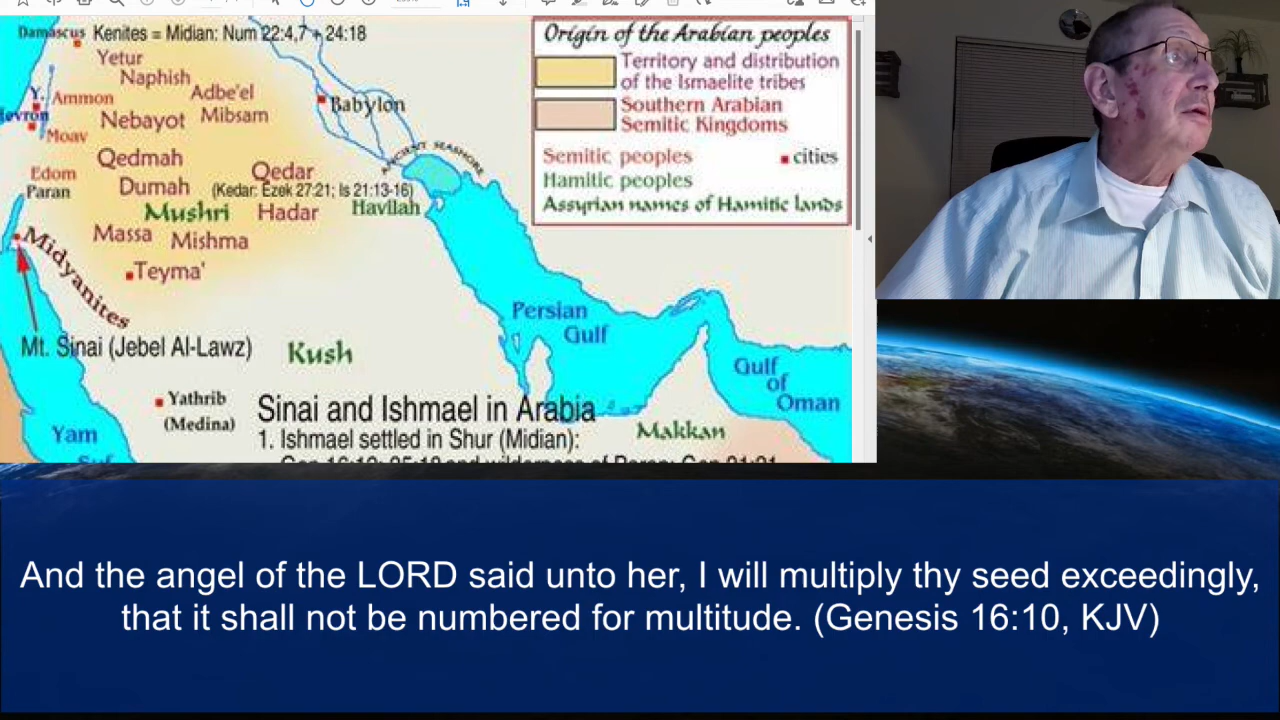 Damascus Kenites = Midian: Num 22:4,7 + 24:18
Yetur
Naphish
Adbe'el
Y.
Ammon
Nebayot
Mibsam
Babylon
Moav
Qedmah
Edom
Paran
Dumah
Qedar
(Kedar: Ezek 27:21; Is 21:13-16)
Mushri
Hadar
Havilah
ANCIENT SEASHORE
Massa
Mishma
Teyma'
Midyanites
Mt. Sinai (Jebel Al-Lawz)
Kush
Yathrib
(Medina)
Yam
Persian
Gulf
Gulf
of
Oman
Makkan
Sinai and Ishmael in Arabia
1. Ishmael settled in Shur (Midian):
Origin of the Arabian peoples
Territory and distribution
of the Ismaelite tribes
Southern Arabian
Semitic Kingdoms
Semitic peoples
cities
Hamitic peoples
Assyrian names of Hamitic lands
And the angel of the LORD said unto her, I will multiply thy seed exceedingly,
that it shall not be numbered for multitude. (Genesis 16:10, KJV)